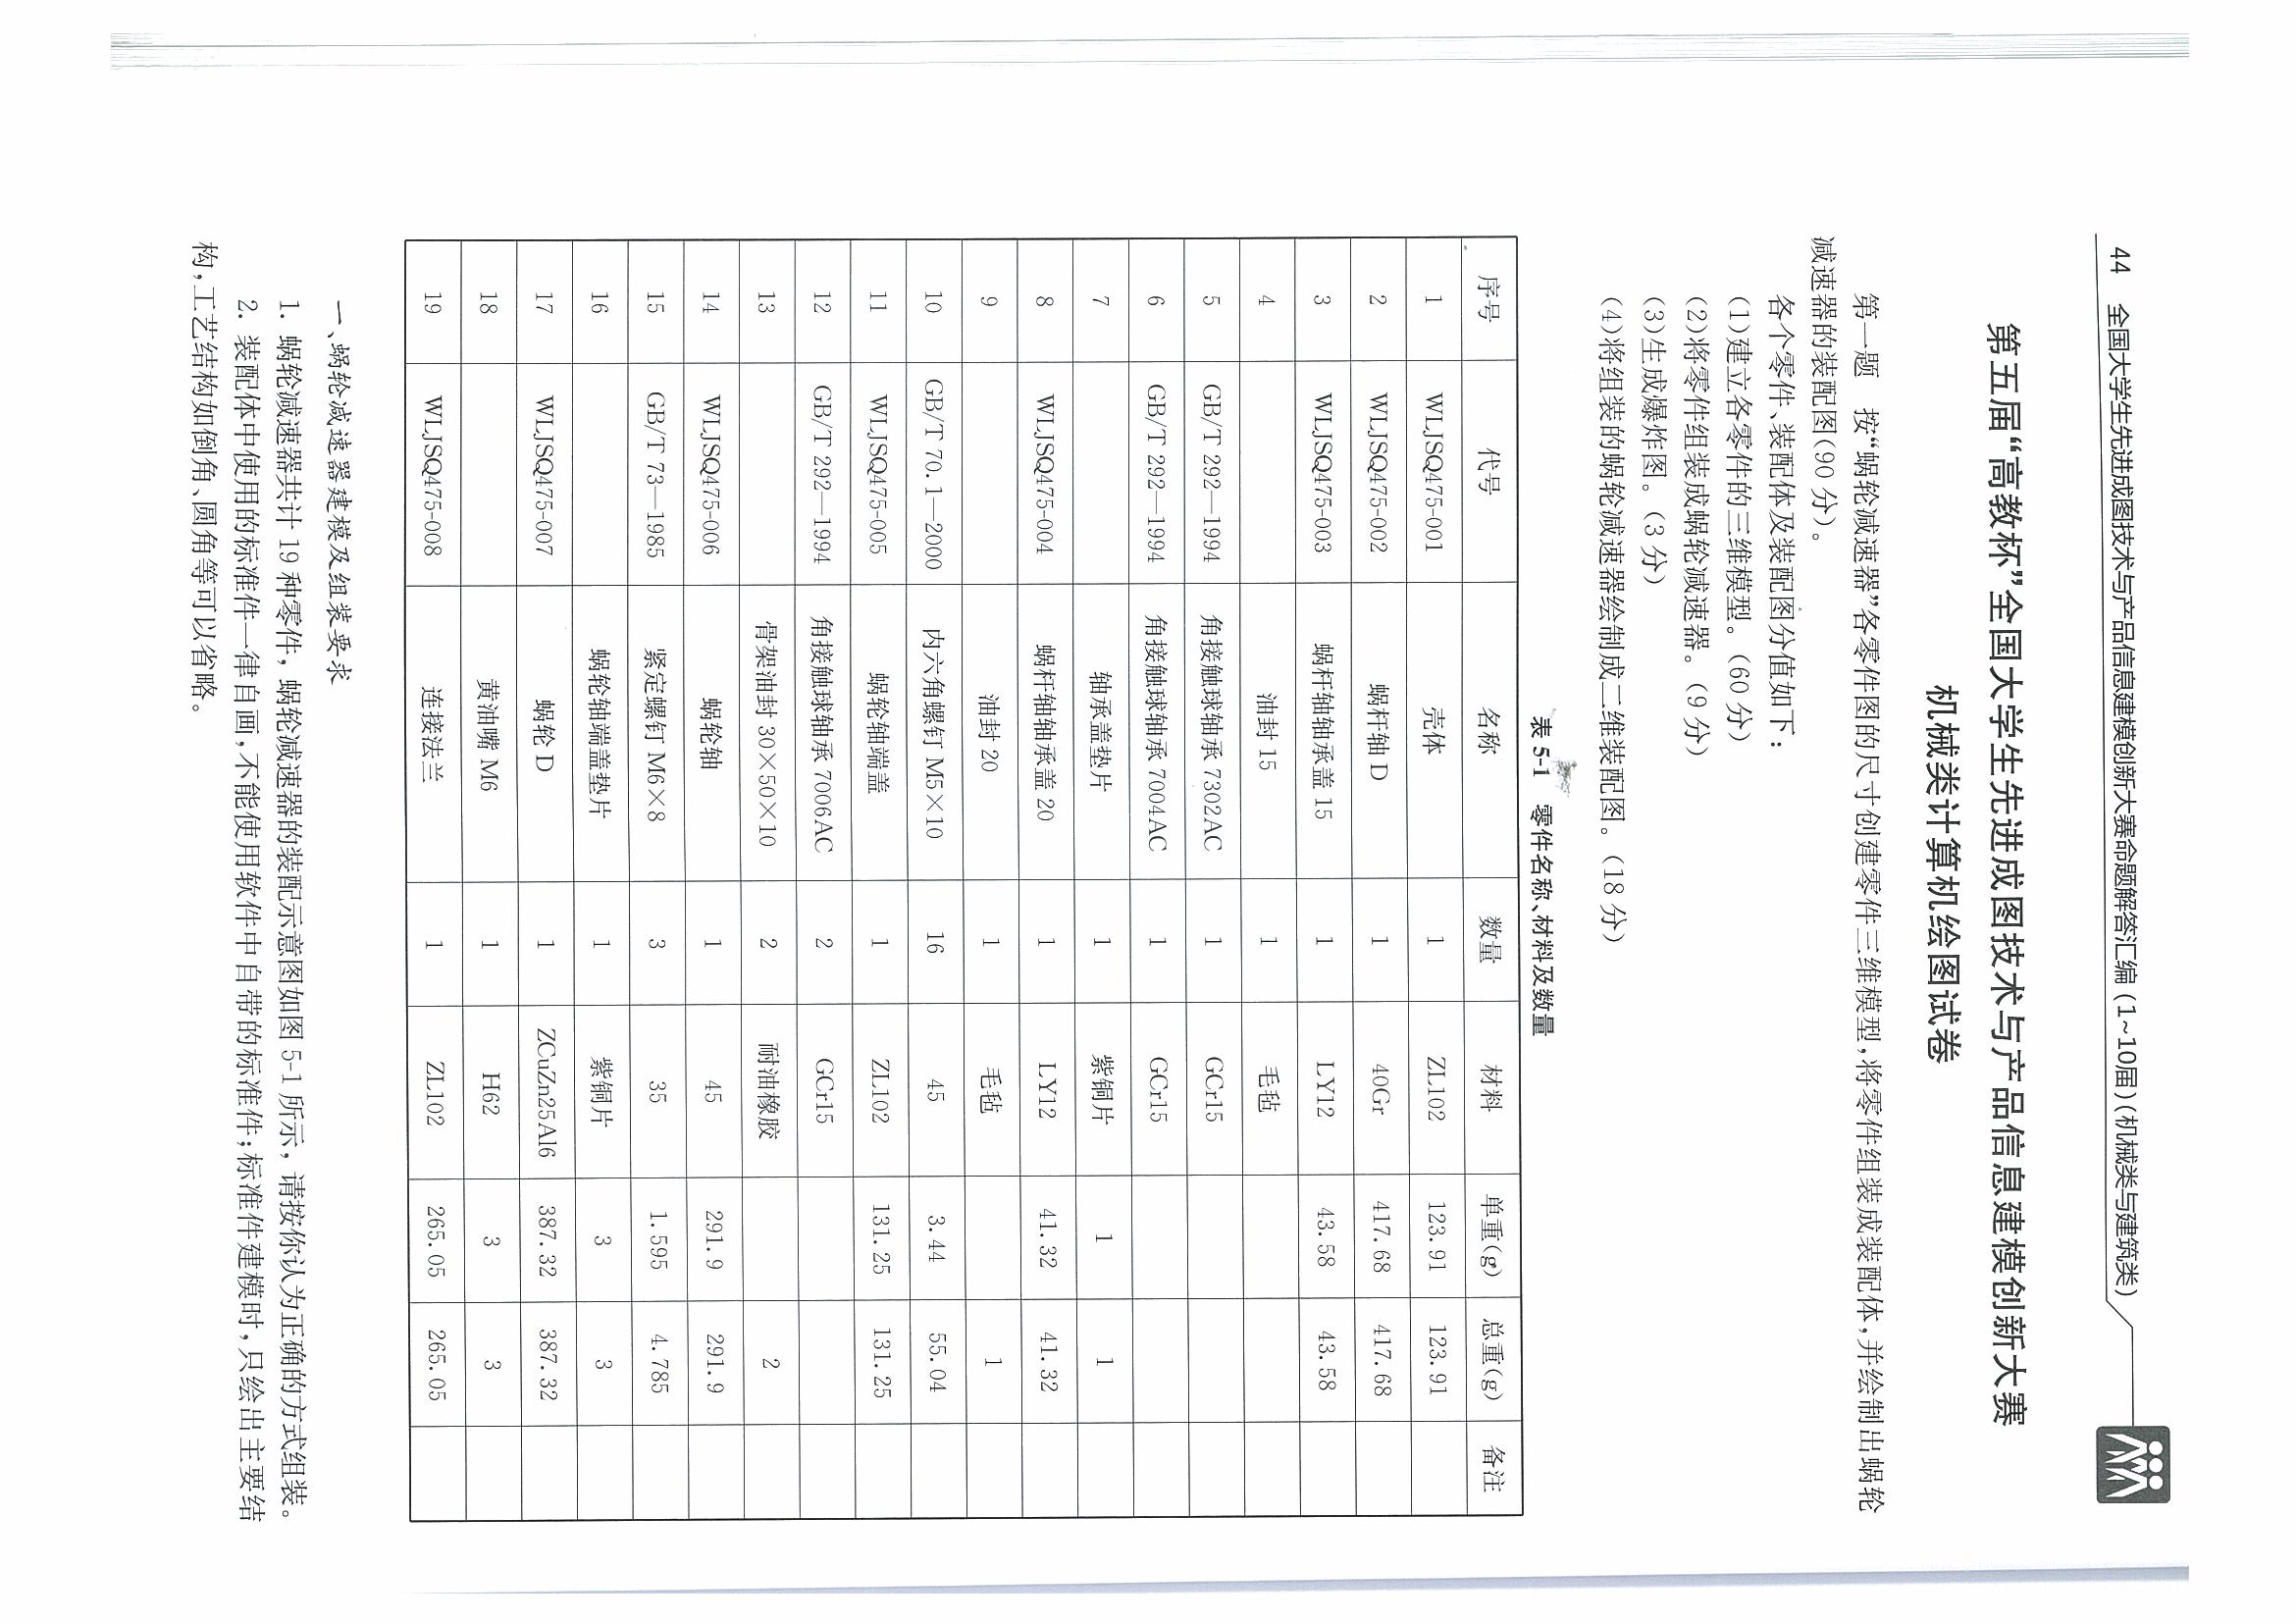 44 全国大学生先进成图技术与产品信息建模创新大赛命题解答汇编(1~10届)(机械类与建筑类)
第五届“高教杯”全国大学生先进成图技术与产品信息建模创新大赛
机械类计算机绘图试卷
第一题 按“蜗轮减速器”各零件图的尺寸创建零件三维模型,将零件组装成装配体,并绘制出蜗轮
减速器的装配图(90 分)。
各个零件、装配体及装配图分值如下:
(1)建立各零件的三维模型。(60 分)
(2)将零件组装成蜗轮减速器。(9 分)
(3)生成爆炸图。(3 分)
(4)将组装的蜗轮减速器绘制成二维装配图。(18 分)
表 5-1 零件名称、材料及数量
序号 代号 名称 数量 材料 单重(g) 总重(g) 备注
1 WLJSQ475-001 壳体 1 ZL102 123.91 123.91
2 WLJSQ475-002 蜗杆轴 D 1 40Gr 417.68 417.68
3 WLJSQ475-003 蜗杆轴轴承盖 15 1 LY12 43.58 43.58
4 油封 15 1 毛毡
5 GB/T 292—1994 角接触球轴承 7302AC 1 GCr15
6 GB/T 292—1994 角接触球轴承 7004AC 1 GCr15
7 轴承盖垫片 1 紫铜片 1 1
8 WLJSQ475-004 蜗杆轴轴承盖 20 1 LY12 41.32 41.32
9 油封 20 1 毛毡 1
10 GB/T 70.1—2000 内六角螺钉 M5×10 16 45 3.44 55.04
11 WLJSQ475-005 蜗轮轴端盖 1 ZL102 131.25 131.25
12 GB/T 292—1994 角接触球轴承 7006AC 2 GCr15
13 骨架油封 30×50×10 2 耐油橡胶 2
14 WLJSQ475-006 蜗轮轴 1 45 291.9 291.9
15 GB/T 73—1985 紧定螺钉 M6×8 3 35 1.595 4.785
16 蜗轮轴端盖垫片 1 紫铜片 3 3
17 WLJSQ475-007 蜗轮 D 1 ZCuZn25Al6 387.32 387.32
18 黄油嘴 M6 1 H62 3 3
19 WLJSQ475-008 连接法兰 1 ZL102 265.05 265.05
一、蜗轮减速器建模及组装要求
1. 蜗轮减速器共计 19 种零件, 蜗轮减速器的装配示意图如图 5-1 所示, 请按你认为正确的方式组装。
2. 装配体中使用的标准件一律自画,不能使用软件中自带的标准件;标准件建模时, 只绘出主要结
构,工艺结构如倒角、圆角等可以省略。